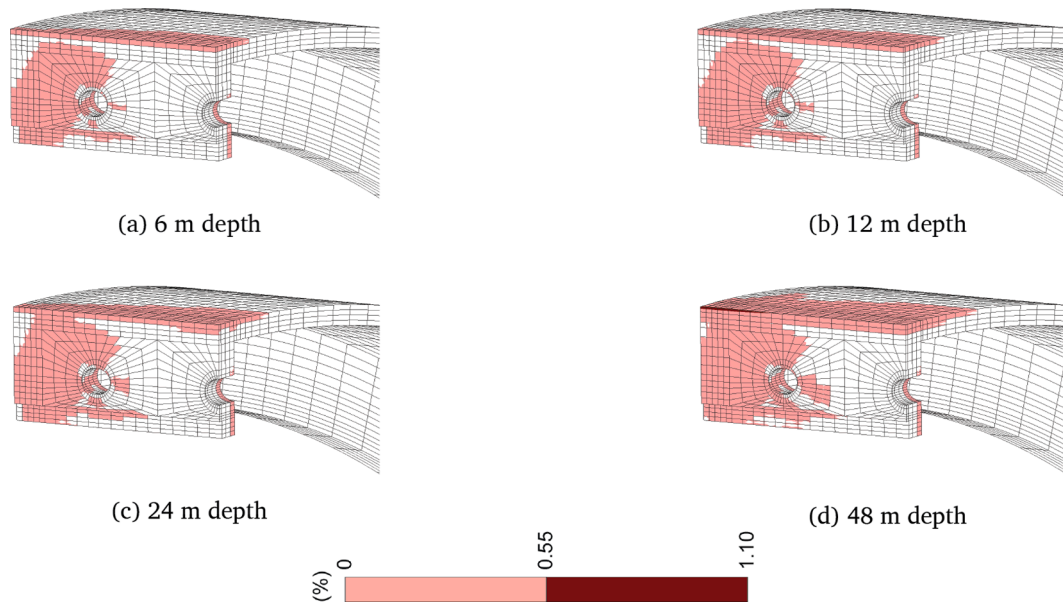 (a) 6 m depth
(b) 12 m depth
(c) 24 m depth
(d) 48 m depth
(%) 0 0.55 1.10